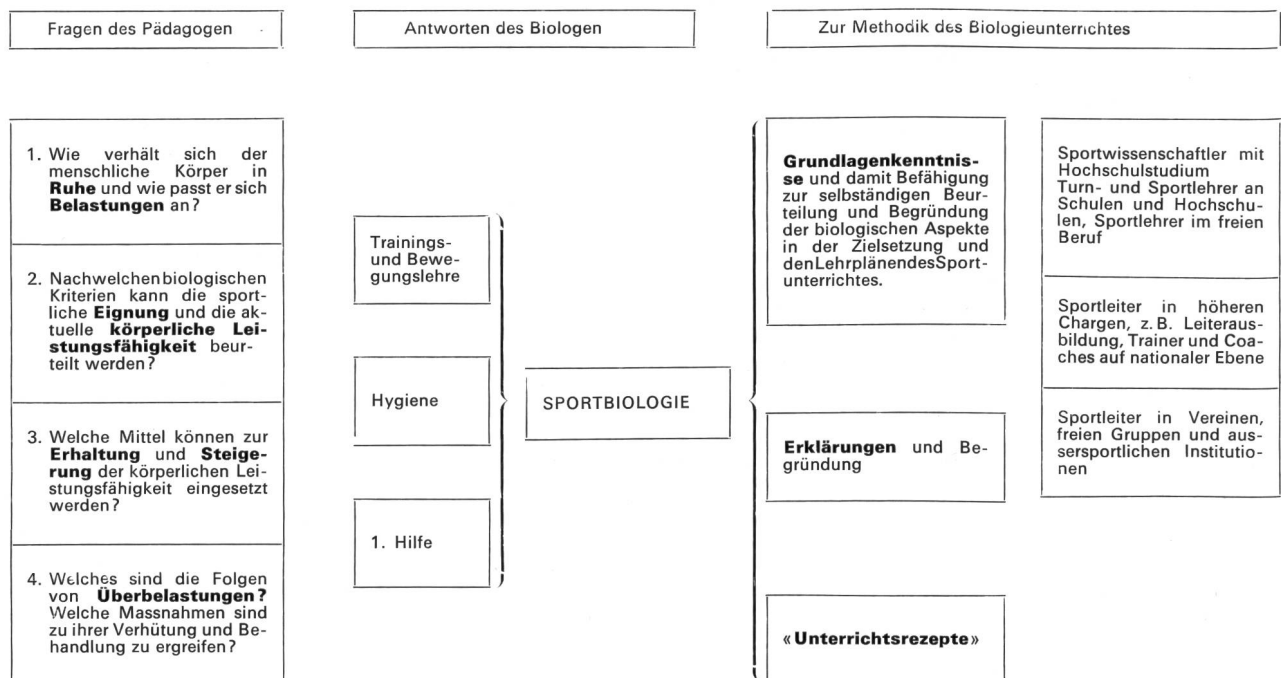 Fragen des Pädagogen
Antworten des Biologen
Zur Methodik des Biologieunterrichtes
1. Wie verhält sich der
menschliche Körper in
Ruhe und wie passt er sich
Belastungen an?
2. Nachwelchenbiologischen
Kriterien kann die sport-
liche Eignung und die ak-
tuelle körperliche Lei-
stungsfähigkeit beur-
teilt werden?
3. Welche Mittel können zur
Erhaltung und Steige-
rung der körperlichen Lei-
stungsfähigkeit eingesetzt
werden?
4. Welches sind die Folgen
von Überbelastungen?
Welche Massnahmen sind
zu ihrer Verhütung und Be-
handlung zu ergreifen?
Trainings-
und Bewe-
gungslehre
Hygiene
1. Hilfe
SPORTBIOLOGIE
Grundlagenkenntnis-
se und damit Befähigung
zur selbständigen Beur-
teilung und Begründung
der biologischen Aspekte
in der Zielsetzung und
denLehrplänendesSport-
unterrichtes.
Erklärungen und Be-
gründung
«Unterrichtsrezepte»
Sportwissenschaftler mit
Hochschulstudium
Turn- und Sportlehrer an
Schulen und Hochschu-
len, Sportlehrer im freien
Beruf
Sportleiter in höheren
Chargen, z.B. Leiteraus-
bildung, Trainer und Coa-
ches auf nationaler Ebene
Sportleiter in Vereinen,
freien Gruppen und aus-
sersportlichen Institutio-
nen